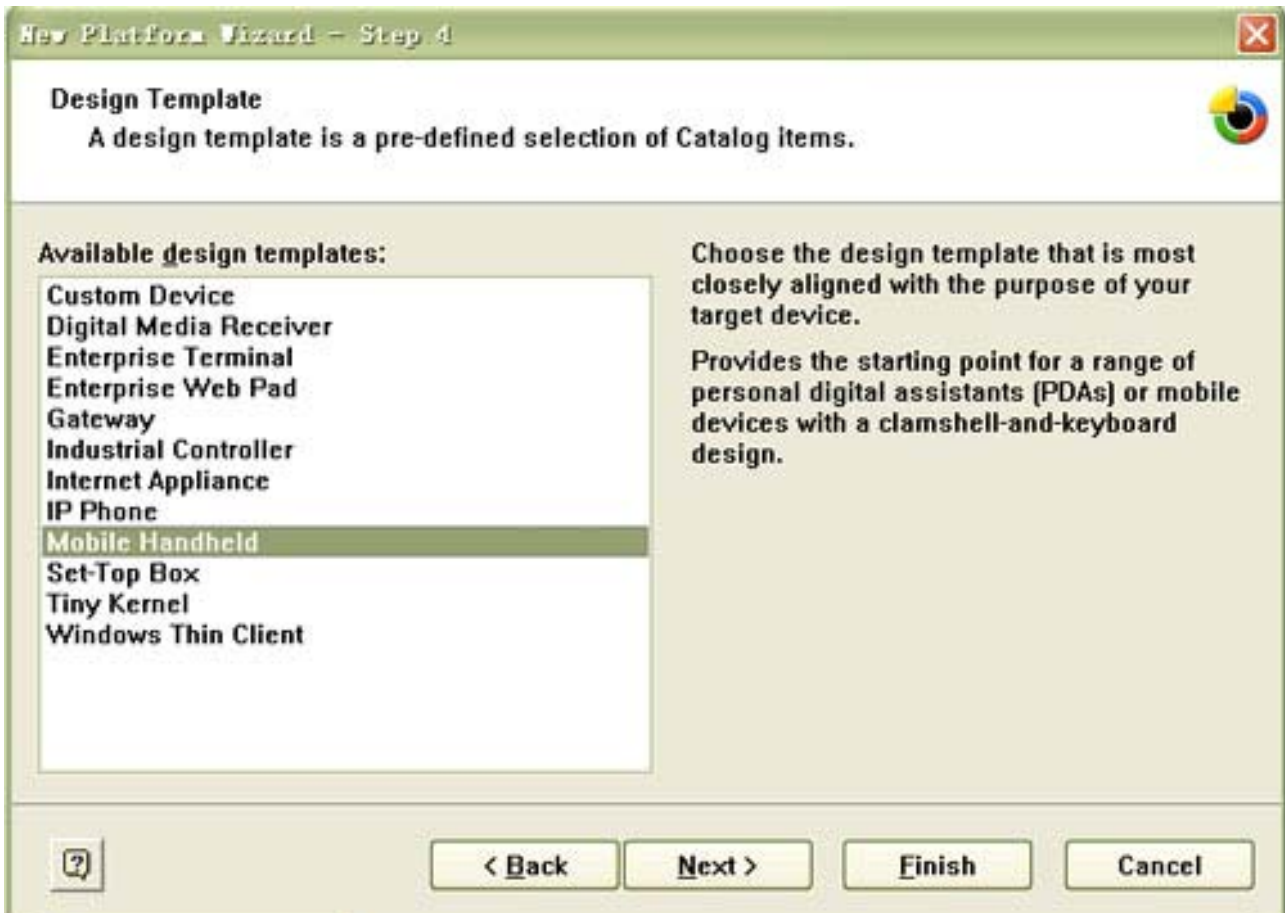 New Platform Wizard - Step 4
Design Template
A design template is a pre-defined selection of Catalog items.
Available design templates:
Custom Device
Digital Media Receiver
Enterprise Terminal
Enterprise Web Pad
Gateway
Industrial Controller
Internet Appliance
IP Phone
Mobile Handheld
Set-Top Box
Tiny Kernel
Windows Thin Client
Choose the design template that is most
closely aligned with the purpose of your
target device.
Provides the starting point for a range of
personal digital assistants (PDAs) or mobile
devices with a clamshell-and-keyboard
design.
?
< Back
Next >
Finish
Cancel